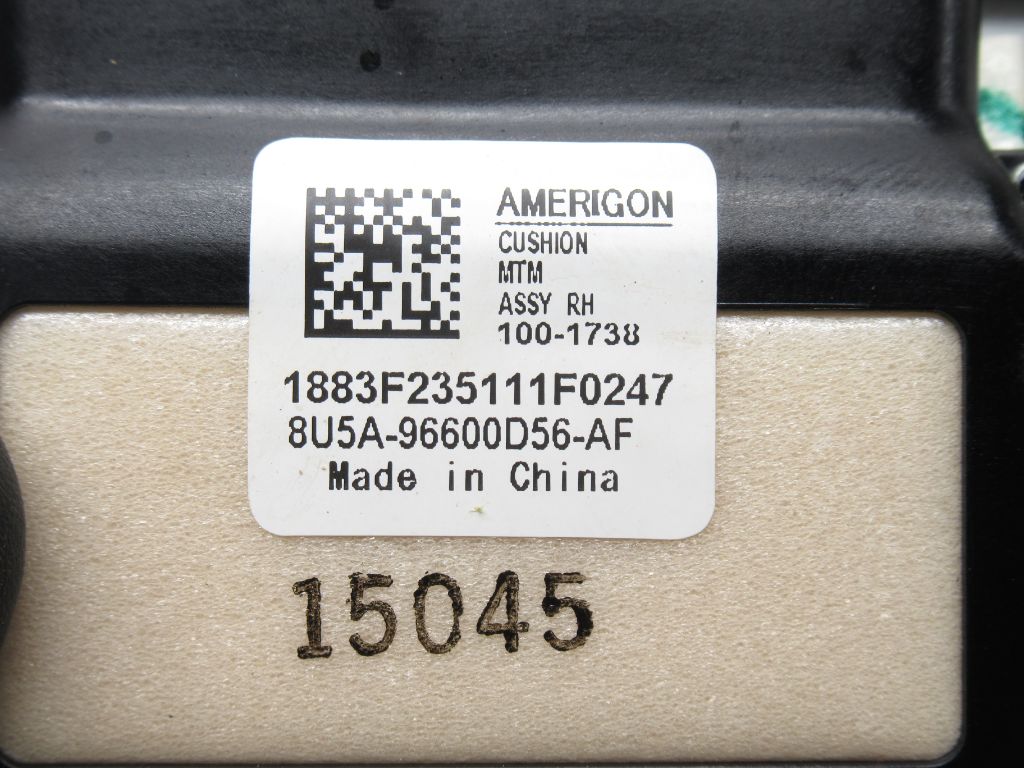 AMERIGON
CUSHION
MTM
ASSY RH
100-1738
1883F235111F0247
8U5A-96600D56-AF
Made in China
15045